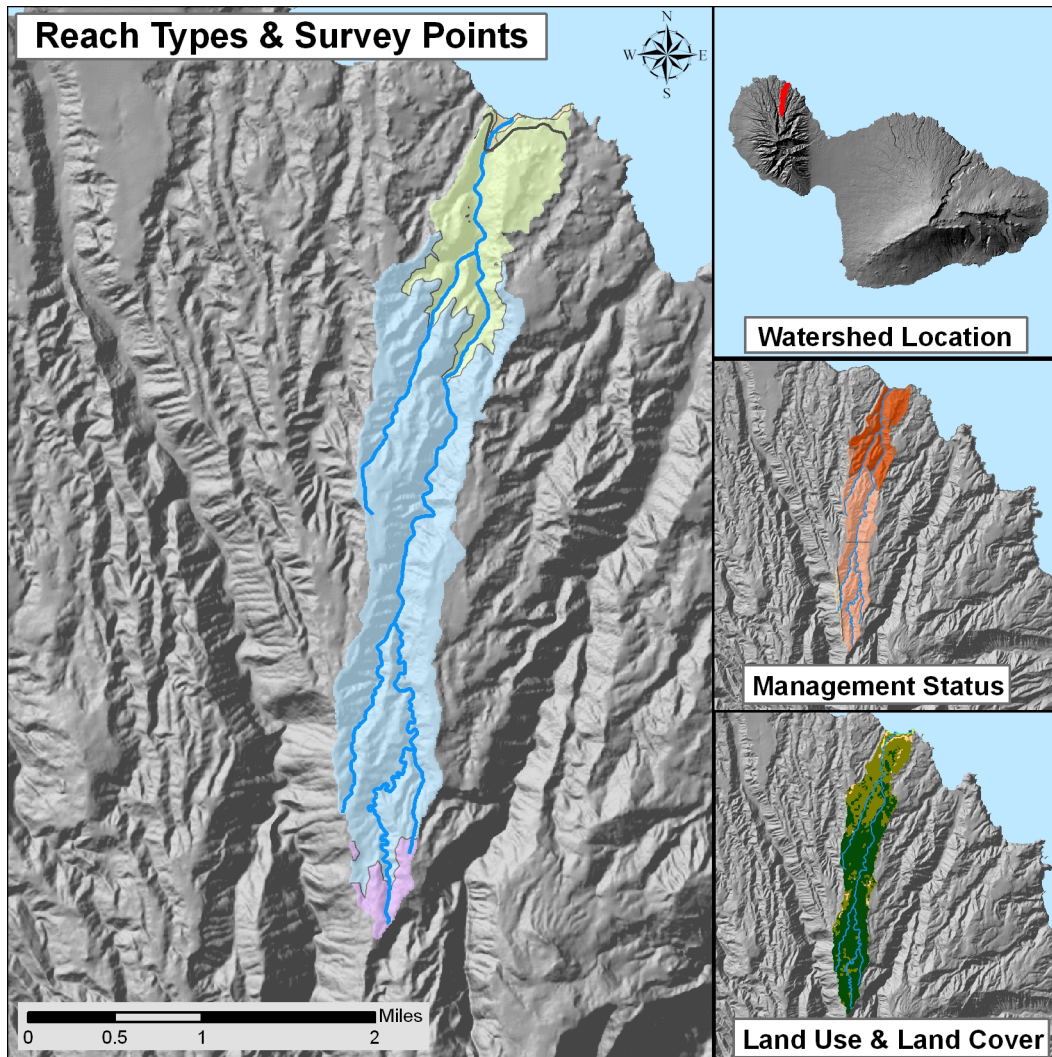 Reach Types & Survey Points
N
W E
S
Watershed Location
Management Status
Miles
0 0.5 1 2
Land Use & Land Cover